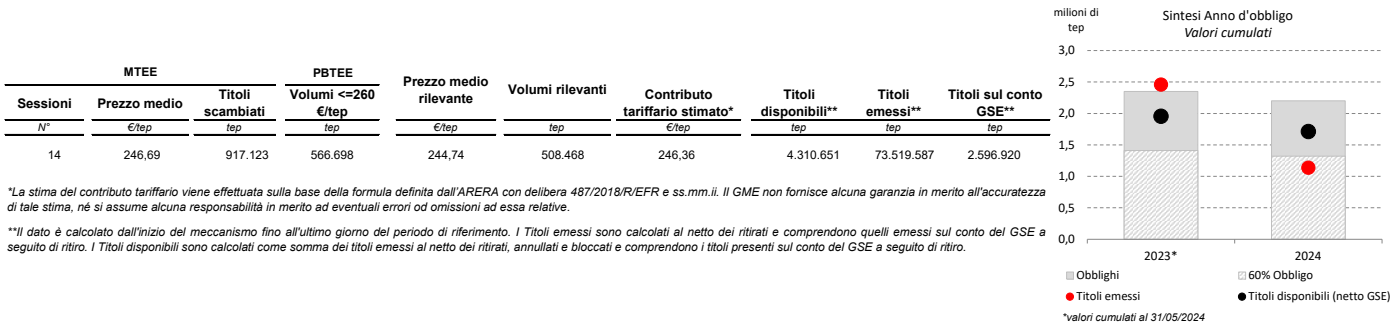 MTEE PBTEE Prezzo medio rilevante Volumi rilevanti Contributo tariffario stimato* Titoli disponibili** Titoli emessi** Titoli sul conto GSE**
Sessioni Prezzo medio Titoli scambiati Volumi <=260 €/tep
N° €/tep tep tep €/tep tep €/tep tep tep tep
14 246,69 917.123 566.698 244,74 508.468 246,36 4.310.651 73.519.587 2.596.920
*La stima del contributo tariffario viene effettuata sulla base della formula definita dall'ARERA con delibera 487/2018/R/EFR e ss.mm.ii. Il GME non fornisce alcuna garanzia in merito all'accuratezza
di tale stima, né si assume alcuna responsabilità in merito ad eventuali errori od omissioni ad essa relative.
**Il dato è calcolato dall'inizio del meccanismo fino all'ultimo giorno del periodo di riferimento. I Titoli emessi sono calcolati al netto dei ritirati e comprendono quelli emessi sul conto del GSE a
seguito di ritiro. I Titoli disponibili sono calcolati come somma dei titoli emessi al netto dei ritirati, annullati e bloccati e comprendono i titoli presenti sul conto del GSE a seguito di ritiro.
milioni di
tep
Sintesi Anno d'obbligo
Valori cumulati
3,0
2,5
2,0
1,5
1,0
0,5
0,0
2023* 2024
Obblighi 60% Obbligo
Titoli emessi Titoli disponibili (netto GSE)
*valori cumulati al 31/05/2024